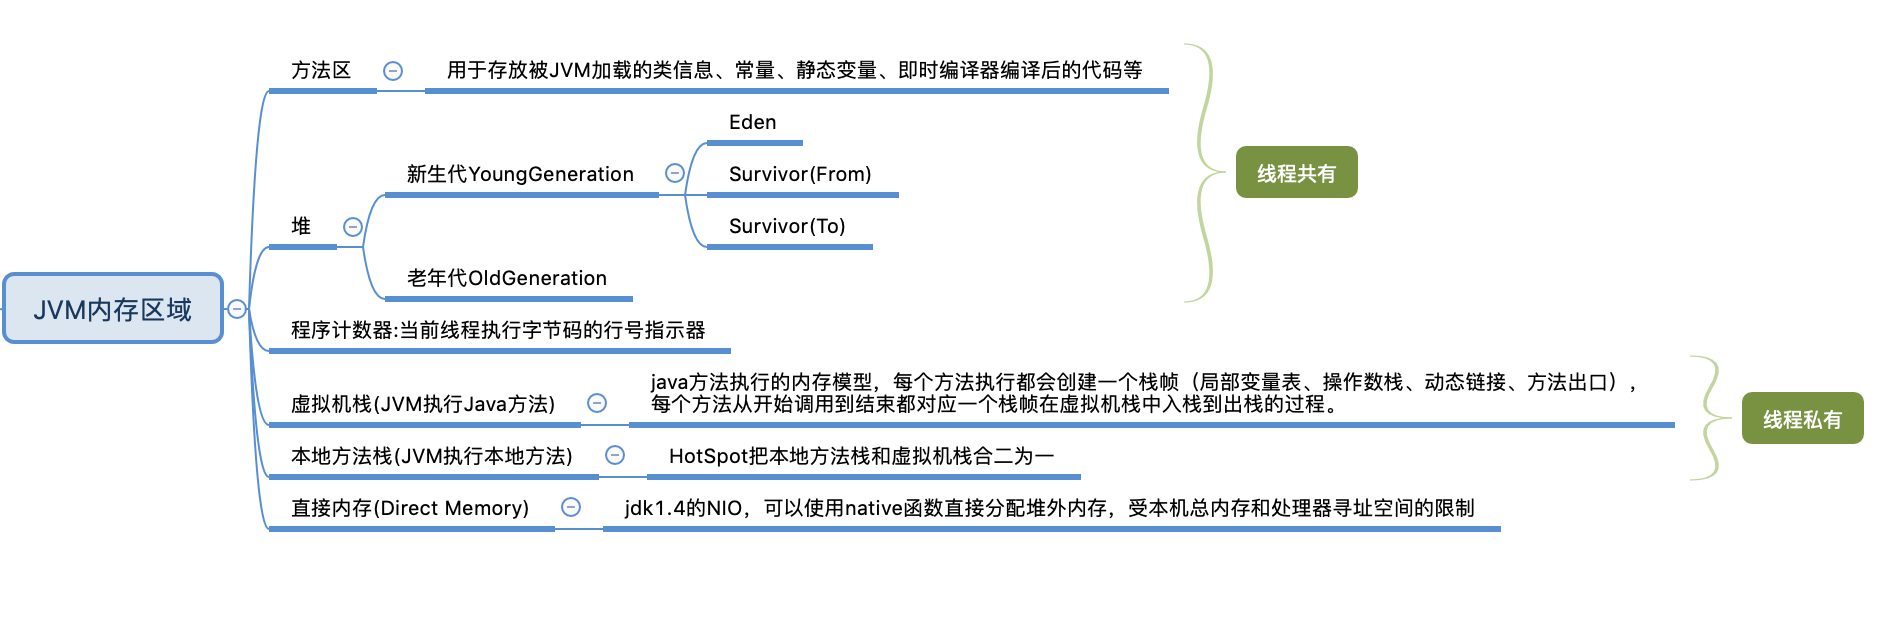 方法区
用于存放被JVM加载的类信息、常量、静态变量、即时编译器编译后的代码等
Eden
新生代YoungGeneration
Survivor(From)
线程共有
堆
Survivor(To)
老年代OldGeneration
JVM内存区域
程序计数器:当前线程执行字节码的行号指示器
虚拟机栈(JVM执行Java方法)
java方法执行的内存模型，每个方法执行都会创建一个栈帧（局部变量表、操作数栈、动态链接、方法出口），
每个方法从开始调用到结束都对应一个栈帧在虚拟机栈中入栈到出栈的过程。
线程私有
本地方法栈(JVM执行本地方法)
HotSpot把本地方法栈和虚拟机栈合二为一
直接内存(Direct Memory)
jdk1.4的NIO，可以使用native函数直接分配堆外内存，受本机总内存和处理器寻址空间的限制